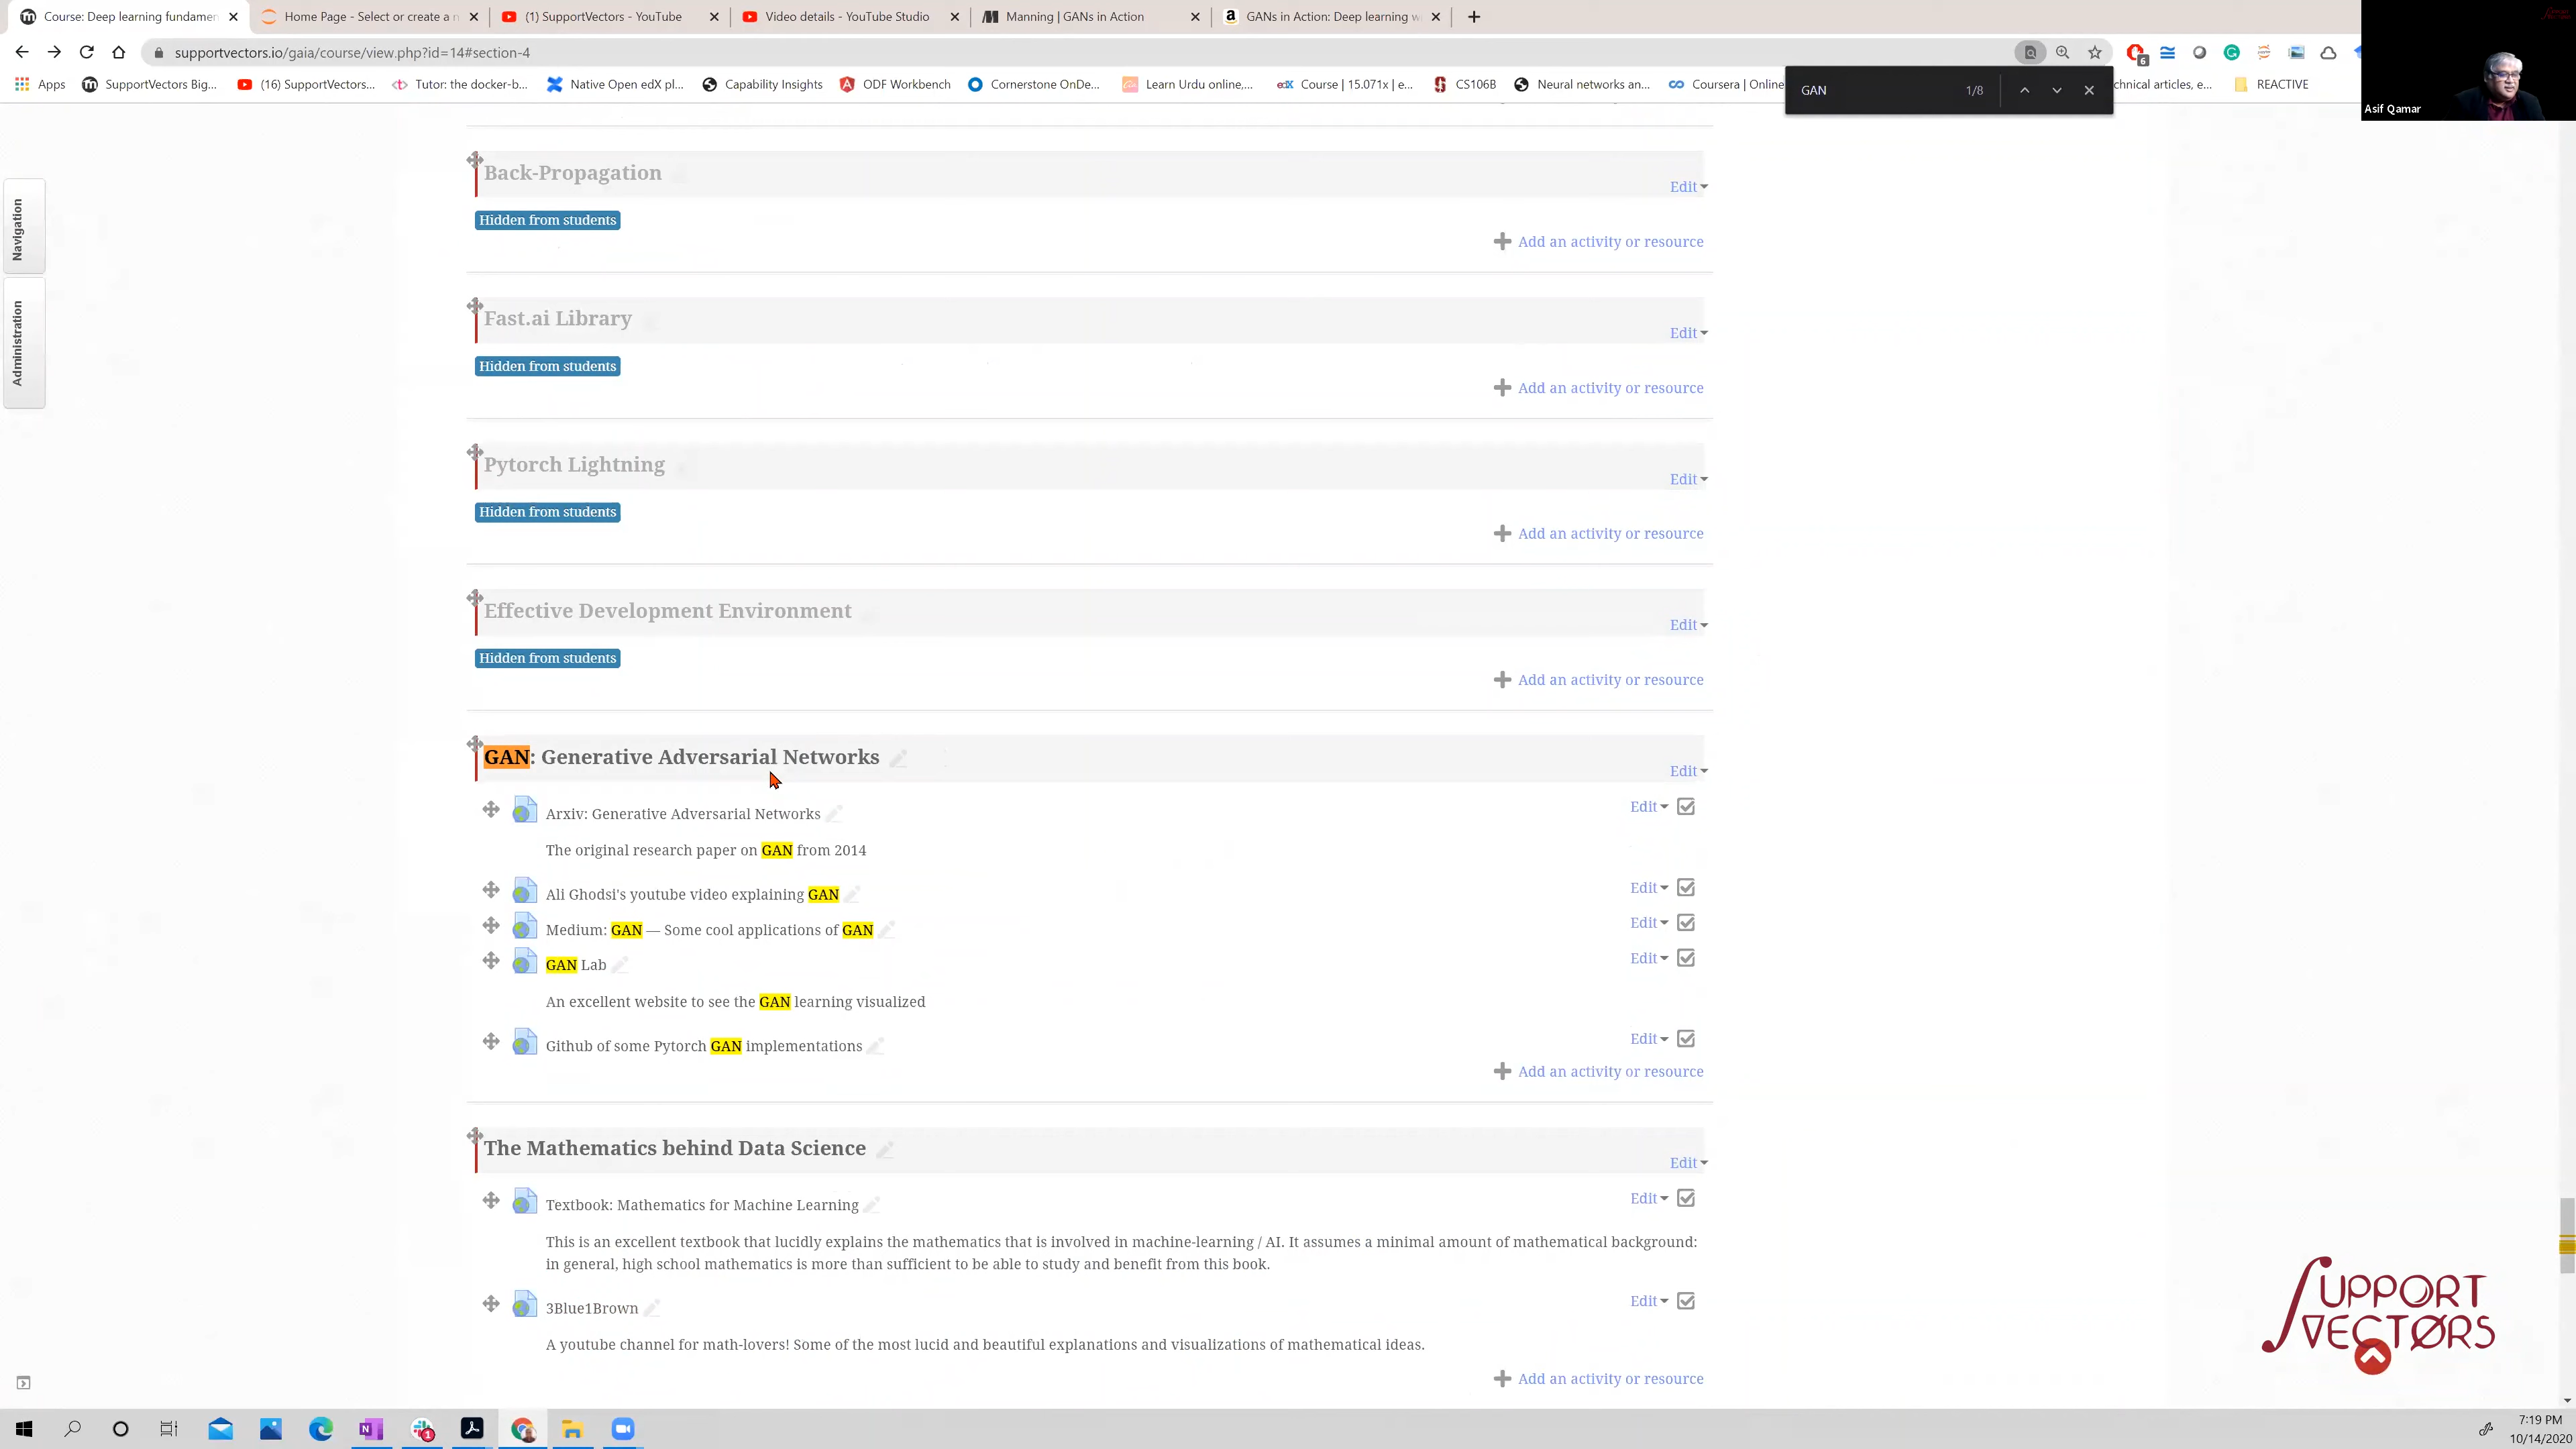 Course: Deep learning fundamen
Home Page - Select or create a n
(1) SupportVectors - YouTube
Video details - YouTube Studio
Manning | GANs in Action
GANs in Action: Deep learning w
supportvectors.io/gaia/course/view.php?id=14#section-4
6
Apps
SupportVectors Big...
(16) SupportVectors...
Tutor: the docker-b...
Native Open edX pl...
Capability Insights
ODF Workbench
Cornerstone OnDe...
Learn Urdu online,...
Course | 15.071x | e...
CS106B
Neural networks an...
Coursera | Online
chnical articles, e...
REACTIVE
GAN 1/8
Asif Qamar
Navigation
Administration
Back-Propagation
Edit
Hidden from students
Add an activity or resource
Fast.ai Library
Edit
Hidden from students
Add an activity or resource
Pytorch Lightning
Edit
Hidden from students
Add an activity or resource
Effective Development Environment
Edit
Hidden from students
Add an activity or resource
GAN: Generative Adversarial Networks
Edit
Arxiv: Generative Adversarial Networks
Edit
The original research paper on GAN from 2014
Ali Ghodsi's youtube video explaining GAN
Edit
Medium: GAN — Some cool applications of GAN
Edit
GAN Lab
Edit
An excellent website to see the GAN learning visualized
Github of some Pytorch GAN implementations
Edit
Add an activity or resource
The Mathematics behind Data Science
Edit
Textbook: Mathematics for Machine Learning
Edit
This is an excellent textbook that lucidly explains the mathematics that is involved in machine-learning / AI. It assumes a minimal amount of mathematical background:
in general, high school mathematics is more than sufficient to be able to study and benefit from this book.
3Blue1Brown
Edit
A youtube channel for math-lovers! Some of the most lucid and beautiful explanations and visualizations of mathematical ideas.
Add an activity or resource
SUPPORT
VECTORS
1
7:19 PM
10/14/2020